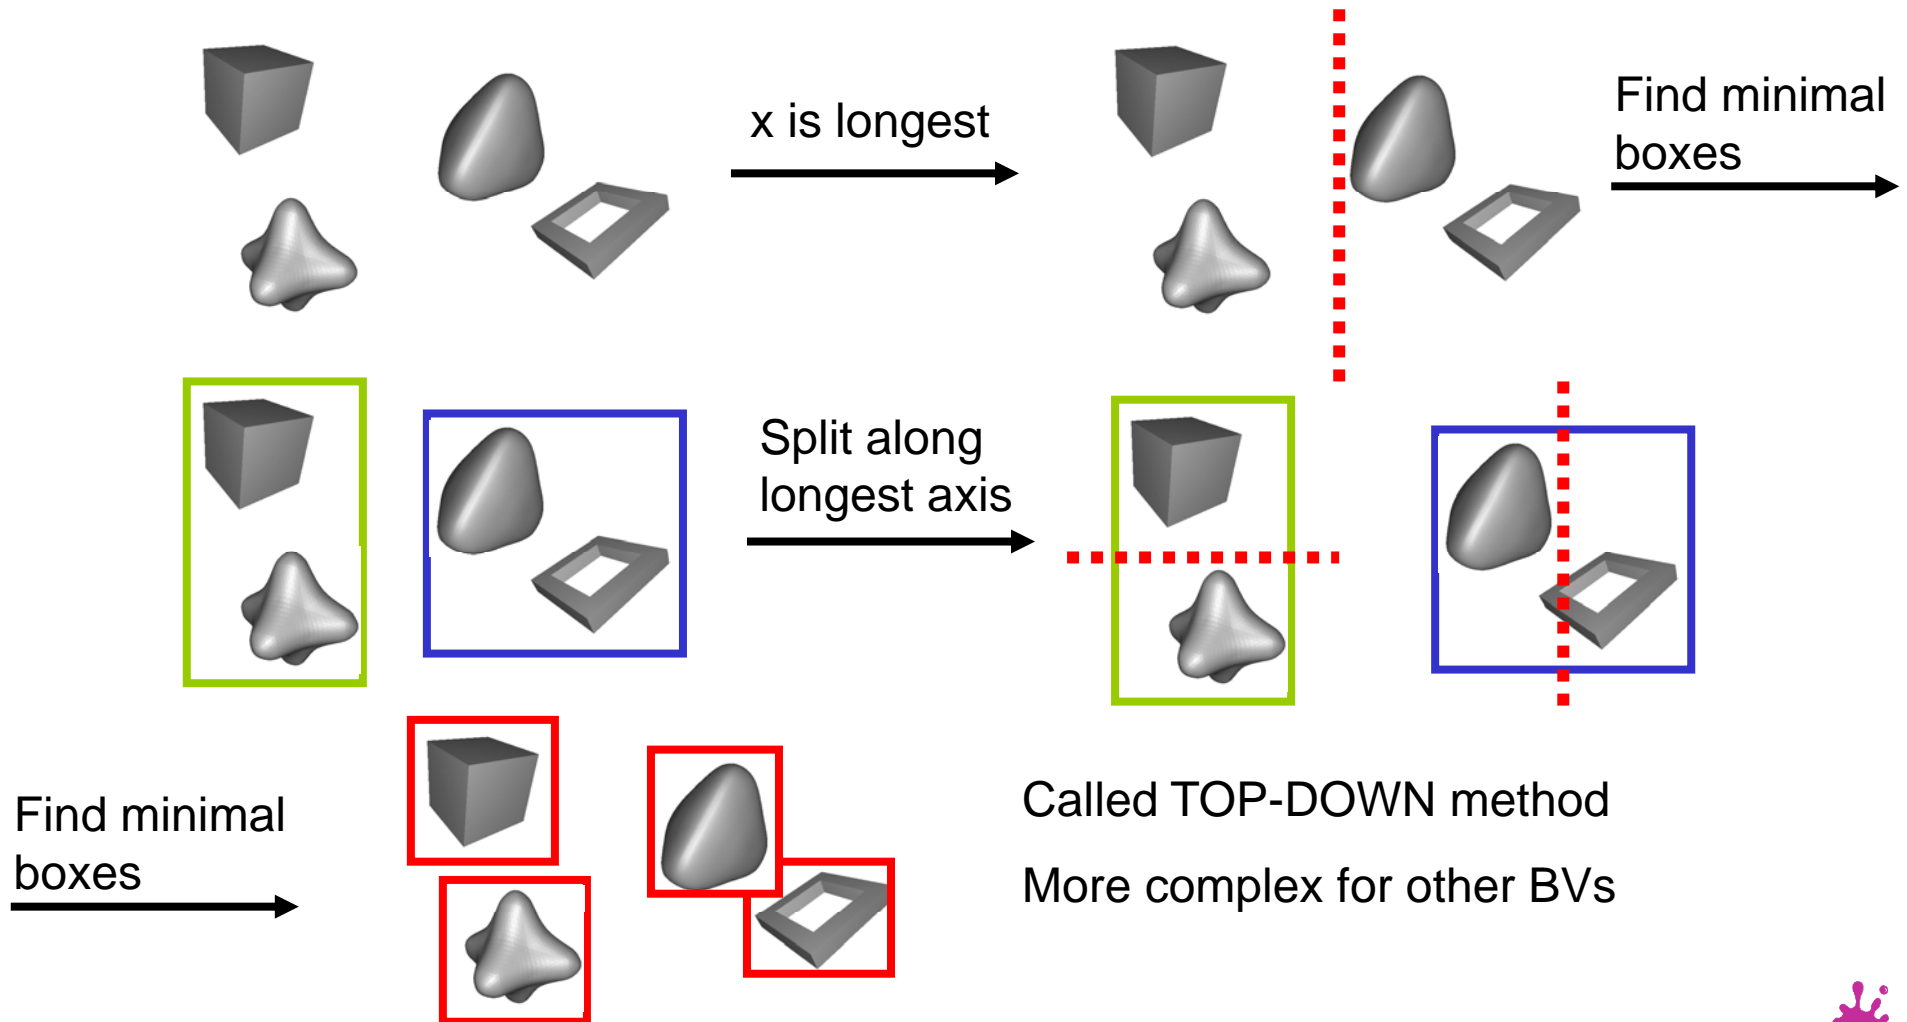 x is longest
Find minimal
boxes
Split along
longest axis
Find minimal
boxes
Called TOP-DOWN method
More complex for other BVs